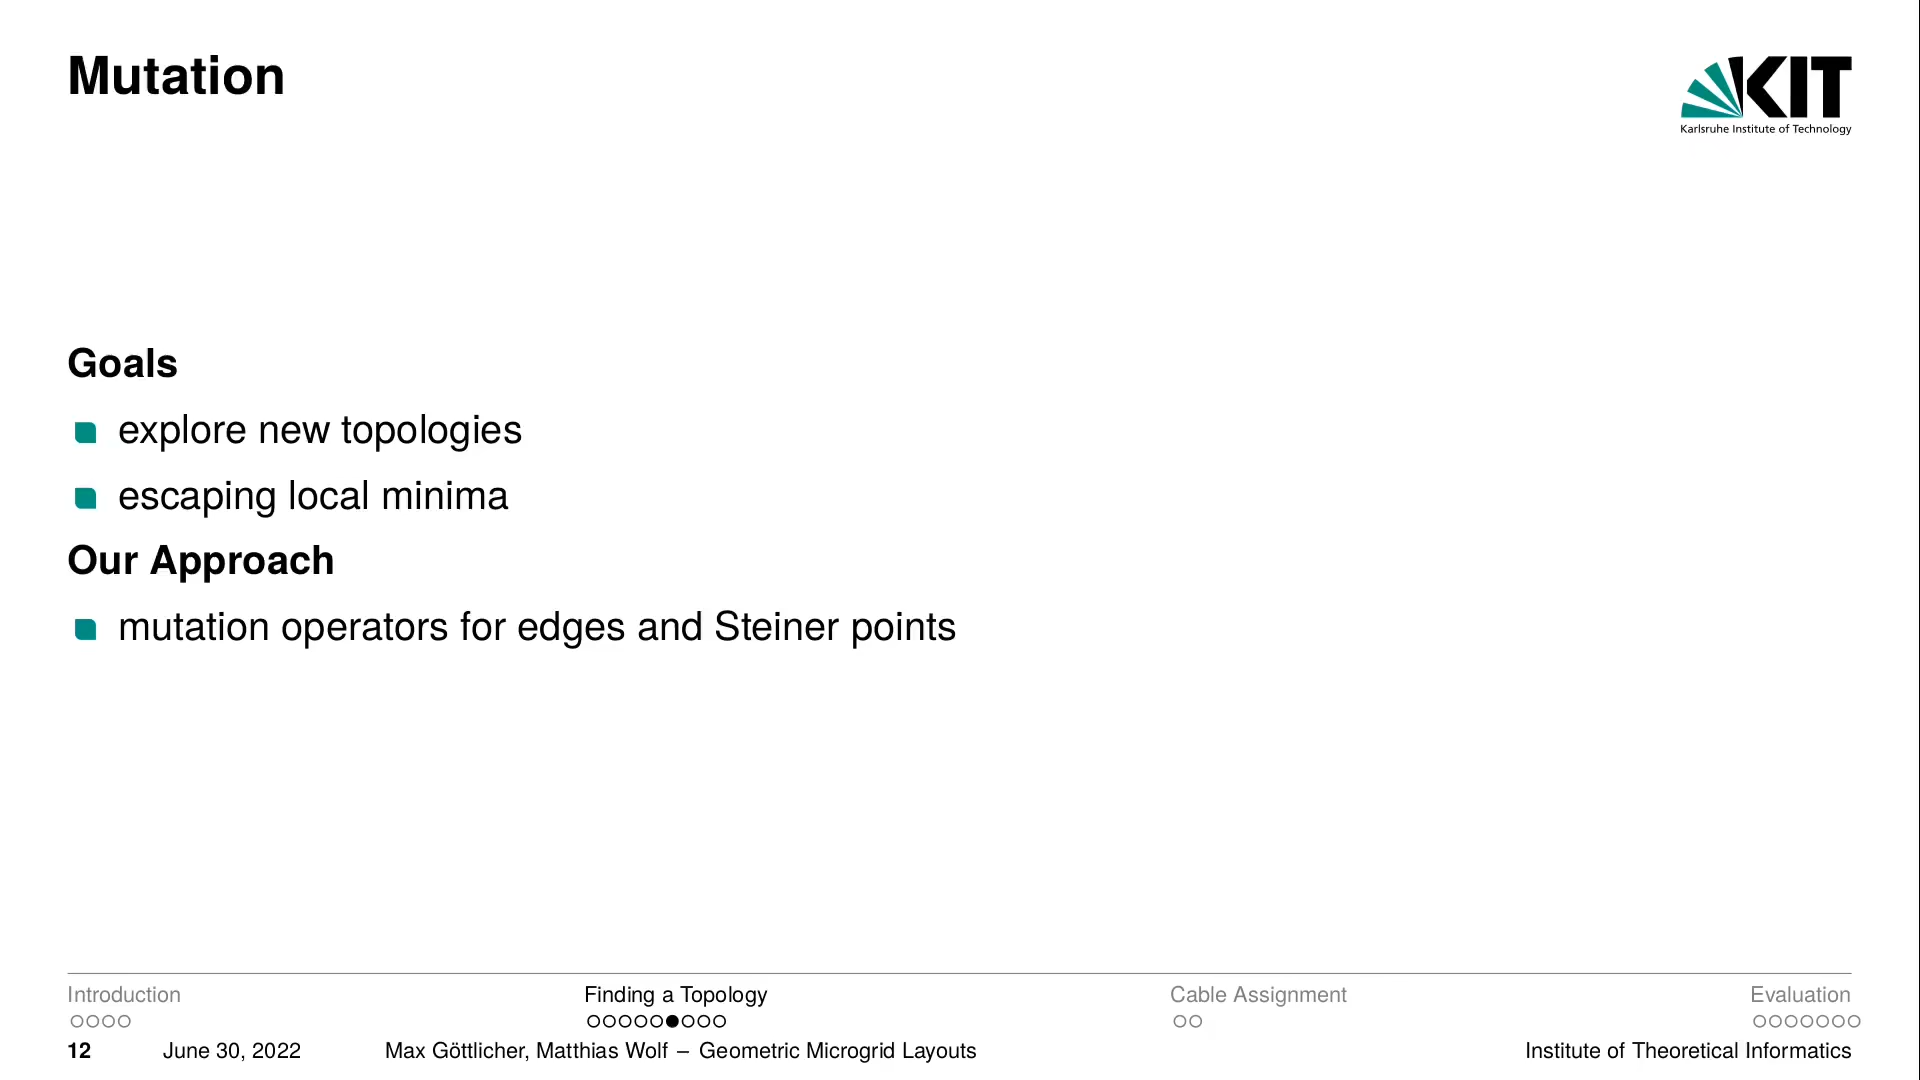 Mutation
KIT
Karlsruhe Institute of Technology
Goals
explore new topologies
escaping local minima
Our Approach
mutation operators for edges and Steiner points
Introduction
Finding a Topology
Cable Assignment
Evaluation
12 June 30, 2022 Max Göttlicher, Matthias Wolf – Geometric Microgrid Layouts Institute of Theoretical Informatics